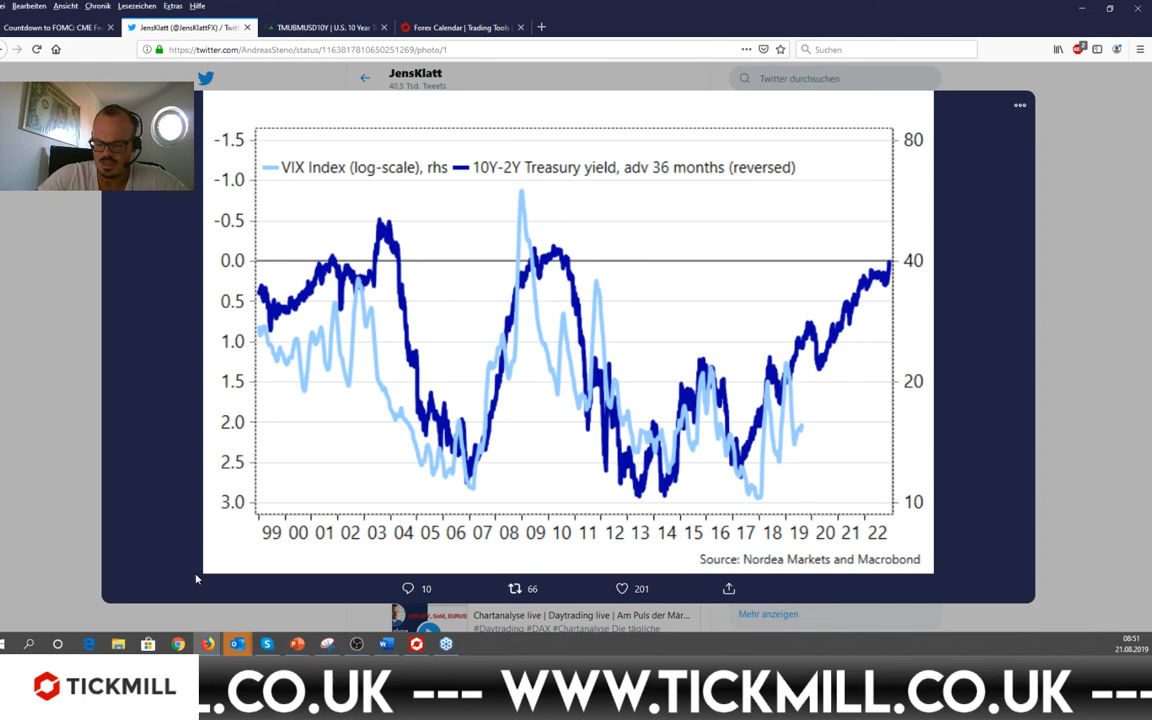 Bearbeiten Ansicht Chronik Lesezeichen Extras Hilfe
Countdown to FOMC: CME Fe
JensKlatt (@JensKlattFX) / Twitt
TMUBMUSD10Y | U.S. 10 Year T
Forex Calendar | Trading Tools
https://twitter.com/AndreasSteno/status/1163817810650251269/photo/1
Suchen
2
JensKlatt
40,5 Tsd. Tweets
Twitter durchsuchen
VIX Index (log-scale), rhs
10Y-2Y Treasury yield, adv 36 months (reversed)
-1.5
-1.0
-0.5
0.0
0.5
1.0
1.5
2.0
2.5
3.0
80
40
20
10
99 00 01 02 03 04 05 06 07 08 09 10 11 12 13 14 15 16 17 18 19 20 21 22
Source: Nordea Markets and Macrobond
10
66
201
Chartanalyse live | Daytrading live | Am Puls der Mär...
#Daytrading #DAX #Chartanalyse Die tägliche
Mehr anzeigen
08:51
21.08.2019
TICKMILL
.CO.UK --- WWW.TICKMILL.CO.UK ---